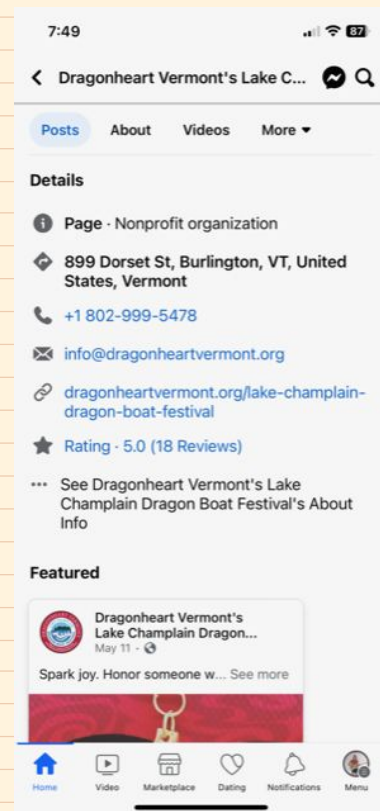 7:49
87
Dragonheart Vermont's Lake C...
Posts About Videos More
Details
Page · Nonprofit organization
899 Dorset St, Burlington, VT, United
States, Vermont
+1 802-999-5478
info@dragonheartvermont.org
dragonheartvermont.org/lake-champlain-
dragon-boat-festival
Rating · 5.0 (18 Reviews)
See Dragonheart Vermont's Lake
Champlain Dragon Boat Festival's About
Info
Featured
Dragonheart Vermont's
Lake Champlain Dragon...
May 11 ·
Spark joy. Honor someone w... See more
Home Video Marketplace Dating Notifications Menu